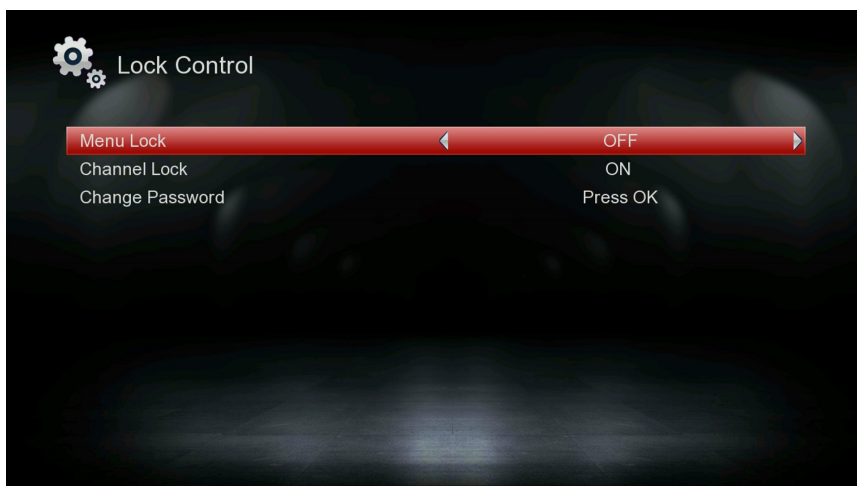 Lock Control
Menu Lock OFF
Channel Lock ON
Change Password Press OK